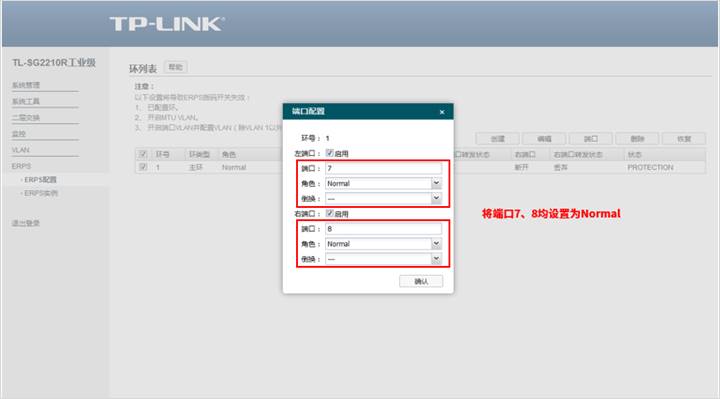 TP-LINK
TL-SG2210R工业级
系统管理
系统工具
二层交换
监控
VLAN
ERPS
· ERPS配置
· ERPS实例
退出登录
环列表
帮助
注意：
以下设置将导致ERPS拨码开关失效：
1、 已配置环。
2、 开启MTU VLAN。
3、 开启端口VLAN并配置VLAN（除VLAN 1以外
创建
编辑
端口
删除
恢复
环号
环类型
角色
口转发状态
右端口
右端口转发状态
状态
1
主环
Normal
断开
丢弃
PROTECTION
端口配置
×
环号： 1
左端口： 启用
端口： 7
角色： Normal
倒换： ---
右端口： 启用
端口： 8
角色： Normal
倒换： ---
确认
将端口7、8均设置为Normal